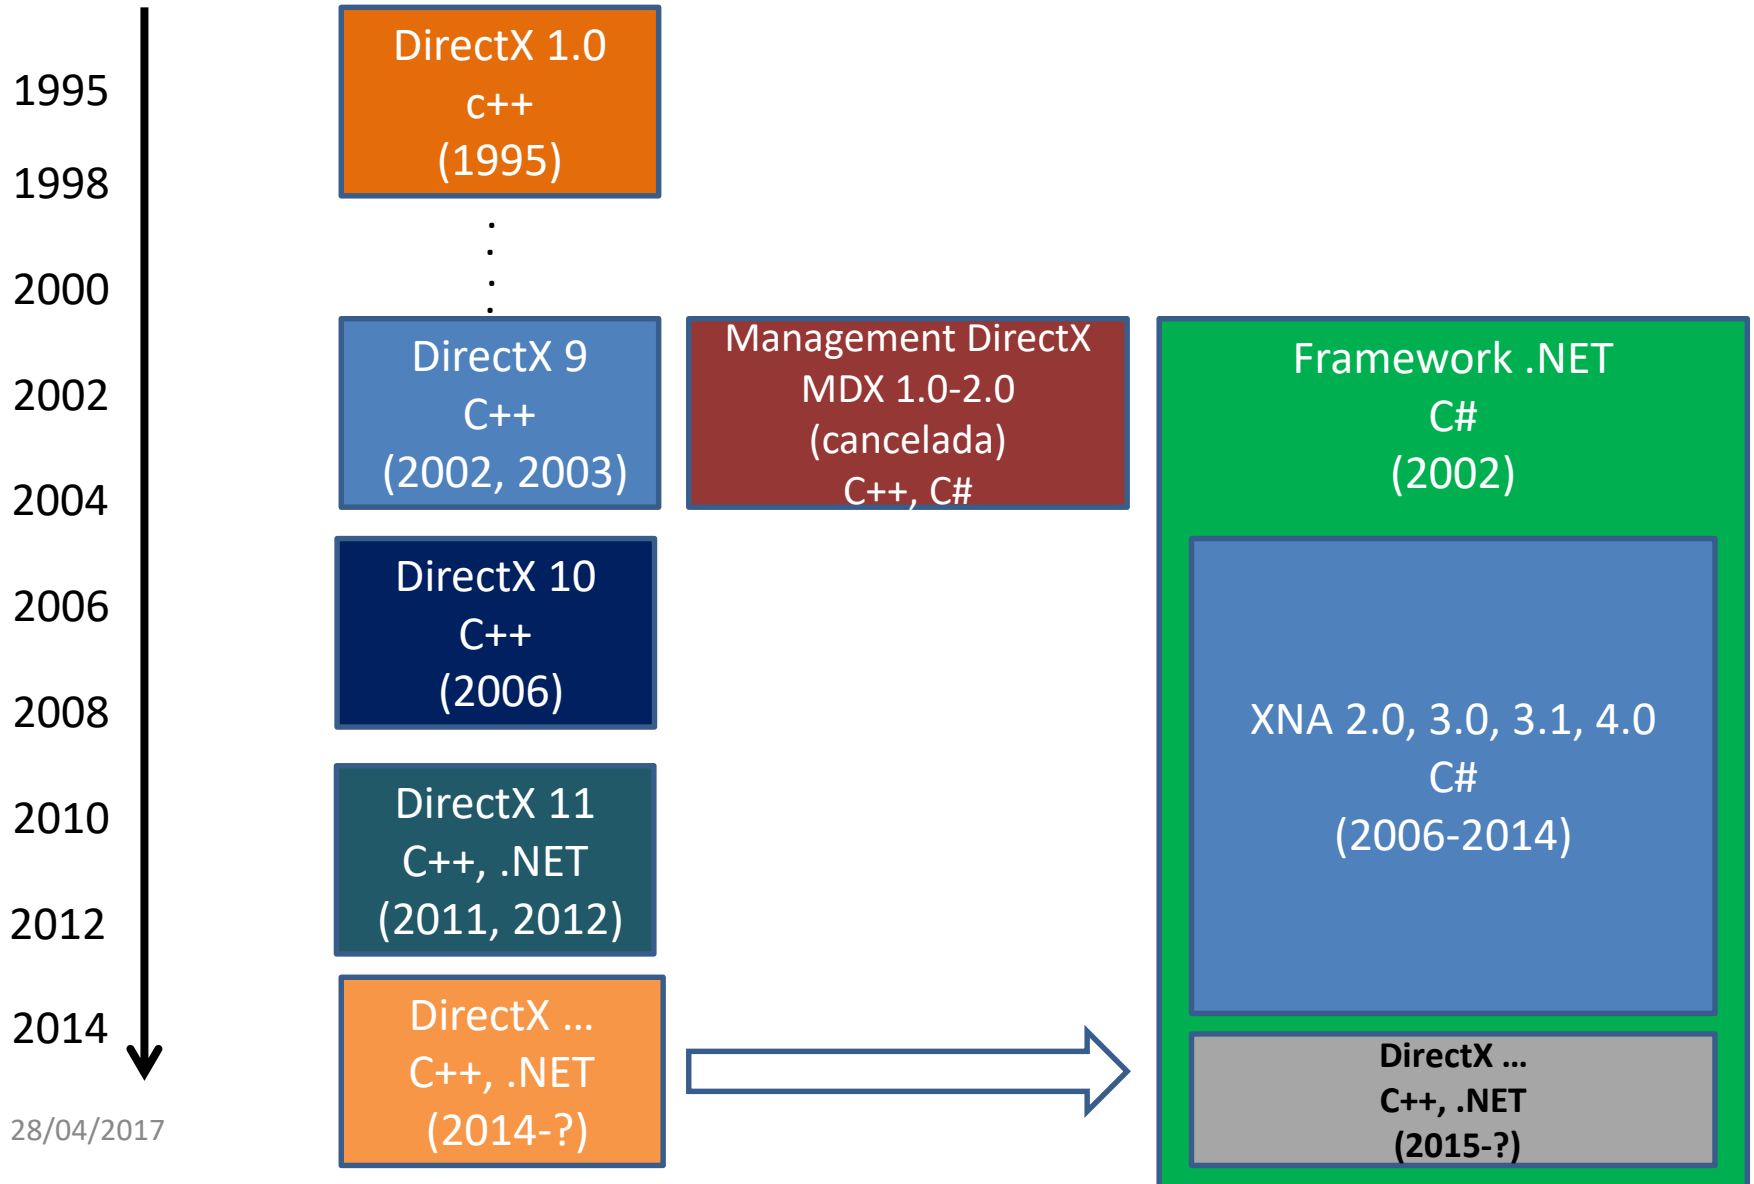 1995
1998
2000
2002
2004
2006
2008
2010
2012
2014
28/04/2017
DirectX 1.0
c++
(1995)
.
.
.
.
DirectX 9
C++
(2002, 2003)
DirectX 10
C++
(2006)
DirectX 11
C++, .NET
(2011, 2012)
DirectX ...
C++, .NET
(2014-?)
Management DirectX
MDX 1.0-2.0
(cancelada)
C++, C#
Framework .NET
C#
(2002)
XNA 2.0, 3.0, 3.1, 4.0
C#
(2006-2014)
DirectX ...
C++, .NET
(2015-?)